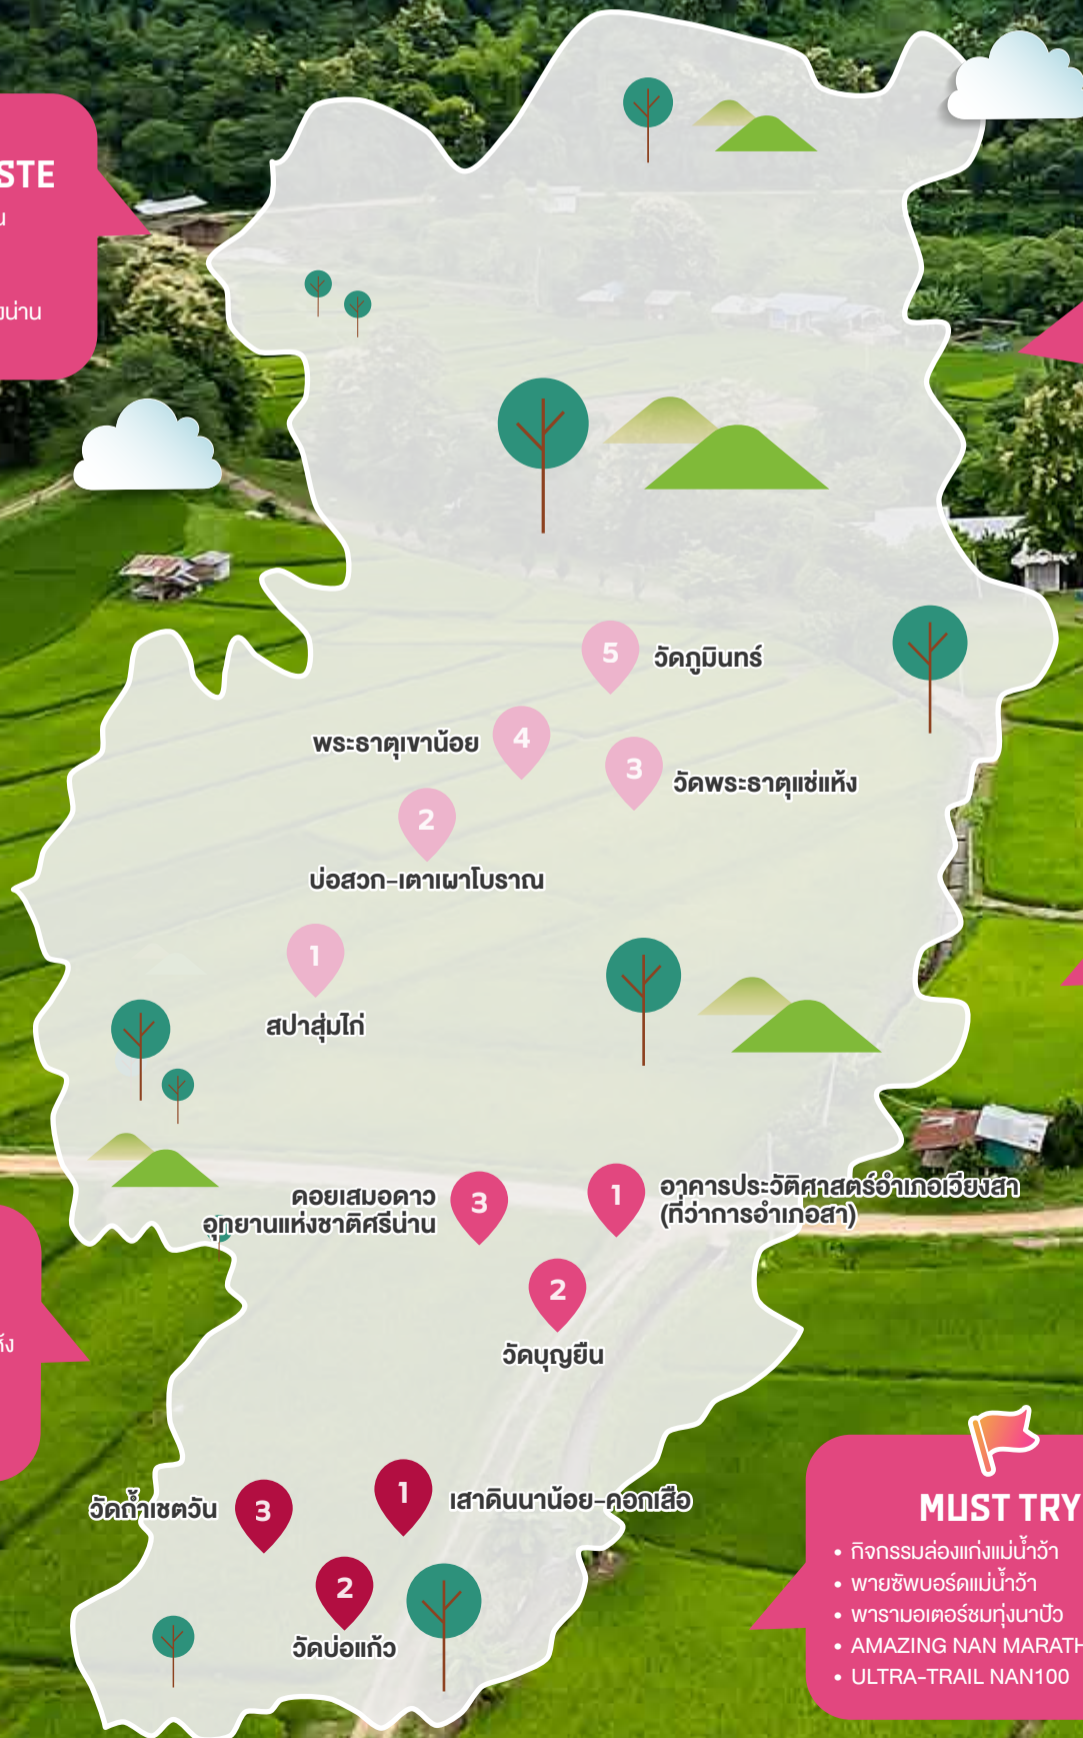 STE
น
งน่าน
5
วัดภูมินทร์
พระธาตุเขาน้อย
4
3
วัดพระธาตุแช่แห้ง
2
บ่อสวก-เตาเผาโบราณ
1
สปาสุ่มไก่
ดอยเสมอดาว
อุทยานแห่งชาติศรีน่าน
3
1
อาคารประวัติศาสตร์อำเภอเวียงสา
(ที่ว่าการอำเภอสา)
2
วัดบุญยืน
ห้ง
วัดถ้ำเชตวัน
3
1
เสาดินนาน้อย-คอกเสือ
2
วัดบ่อแก้ว
MUST TRY
• กิจกรรมล่องแก่งแม่น้ำว้า
• พายซัพบอร์ดแม่น้ำว้า
• พารามอเตอร์ชมทุ่งนาปัว
• AMAZING NAN MARATH
• ULTRA-TRAIL NAN100